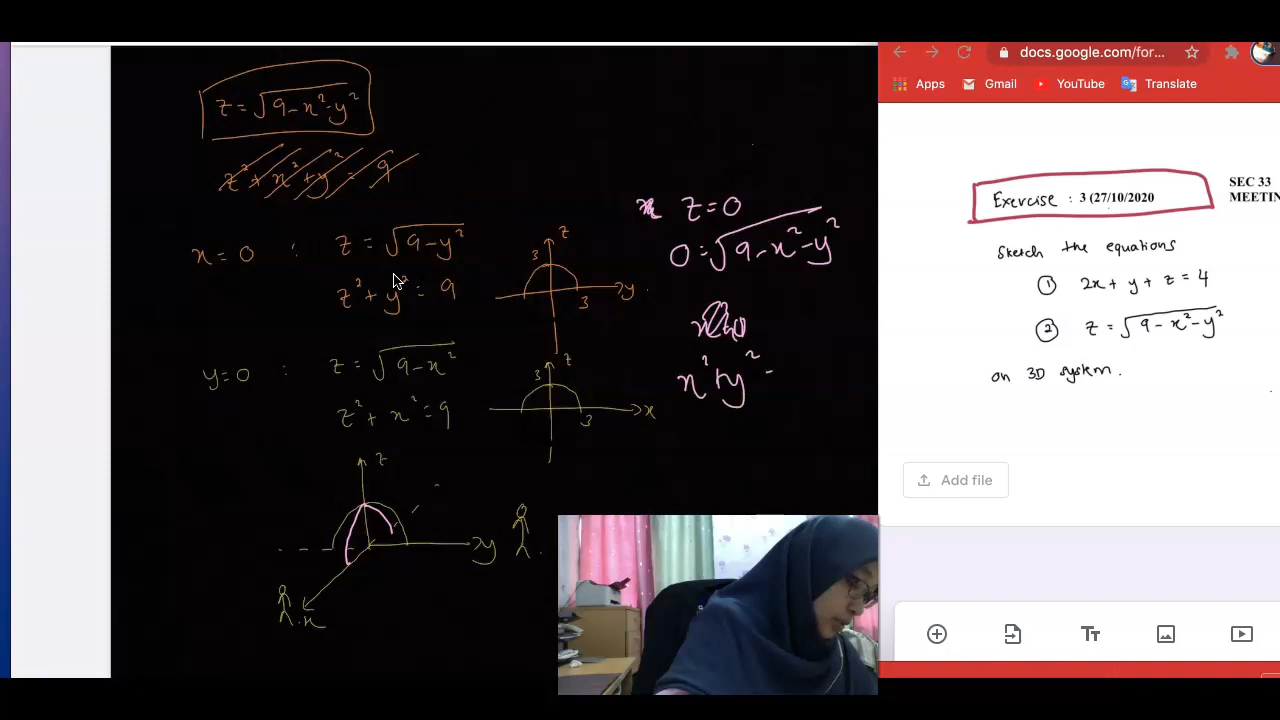 z = √9 - x² - y²
z² + x² + y² = 9
x = 0 : z = √9 - y²
z² + y² = 9
z
3
3
y
y = 0 : z = √9 - x²
z² + x² = 9
z
3
3
x
z
y
x
z = 0
0 = √9 - x² - y²
x² + y² =
docs.google.com/for...
Apps Gmail YouTube Translate
Exercise : 3 (27/10/2020
SEC 33
MEETIN
Sketch the equations
① 2x + y + z = 4
② z = √9 - x² - y²
on 3D system.
Add file
Tт